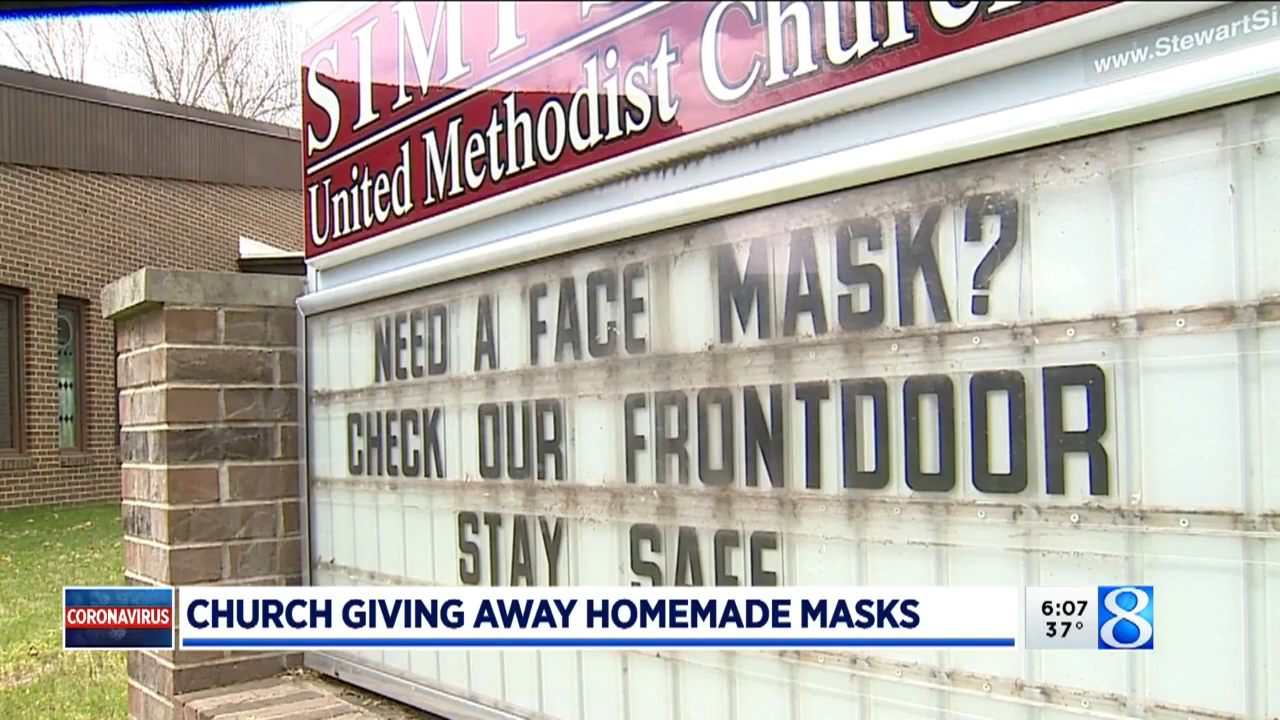 United Methodist Church
www.StewartSi
NEED A FACE MASK?
CHECK OUR FRONTDOOR
STAY SAFE
CORONAVIRUS
CHURCH GIVING AWAY HOMEMADE MASKS
6:07
37°
8